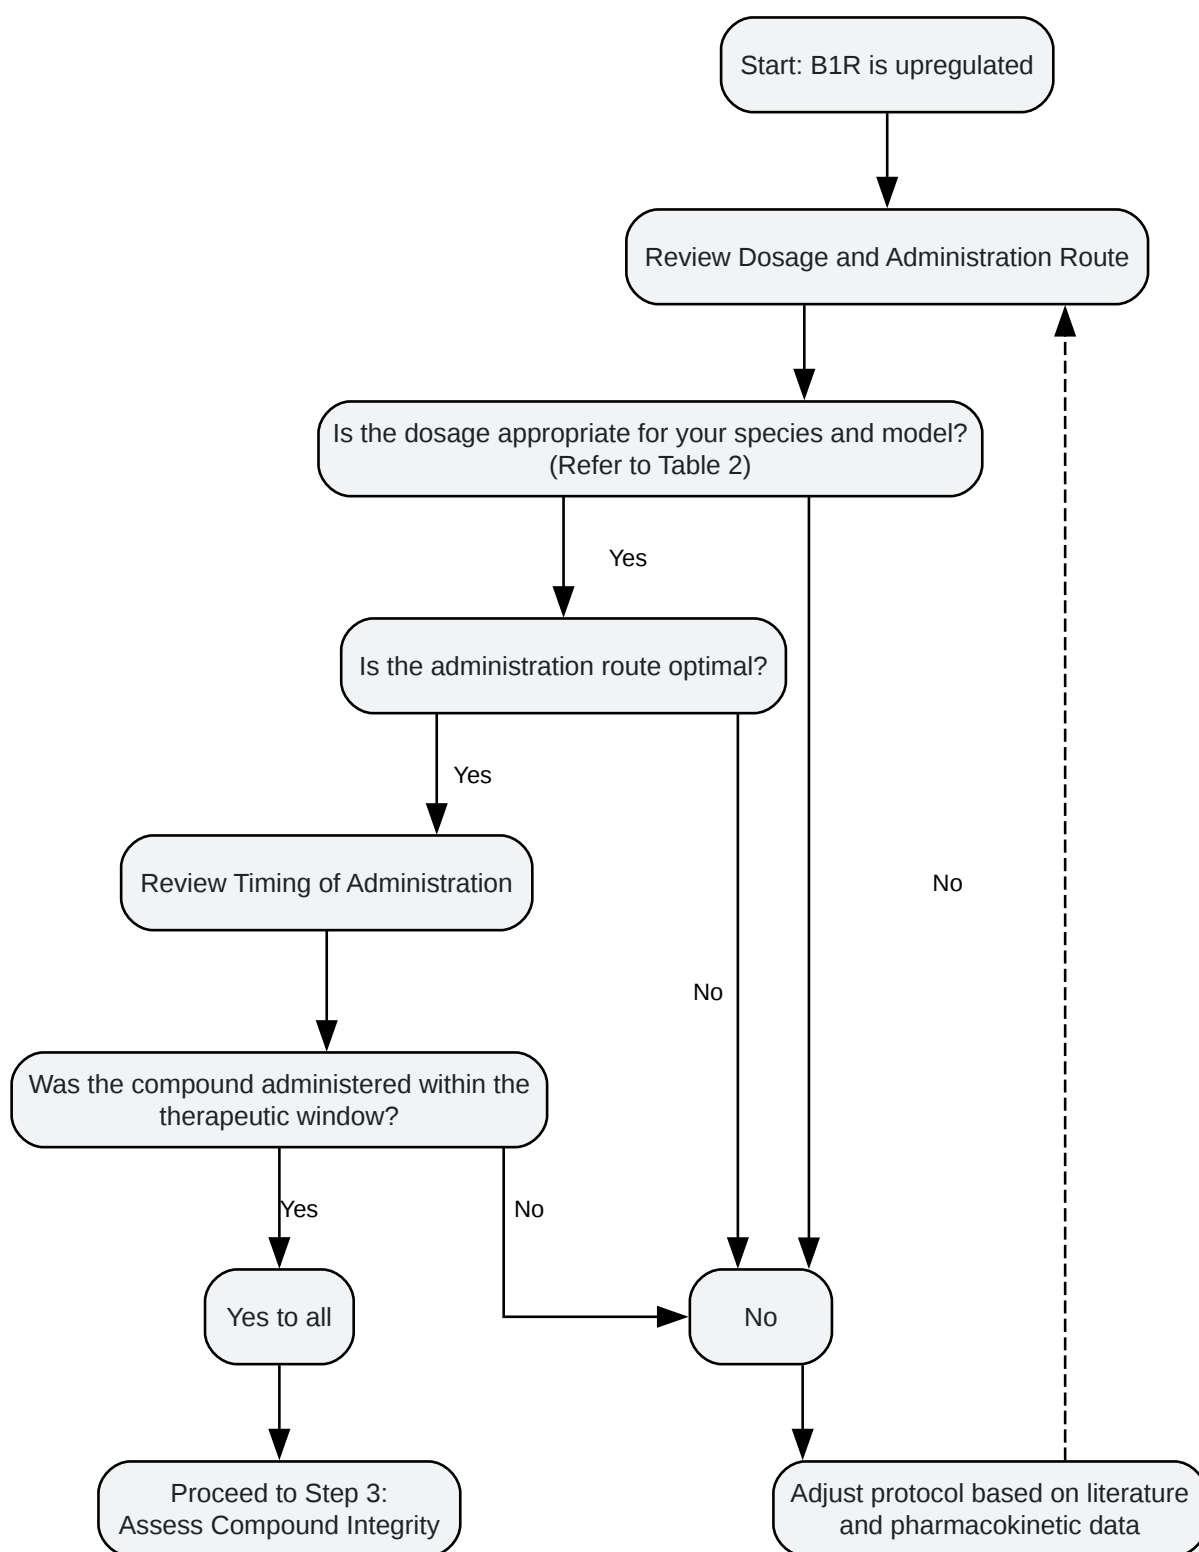 Start: B1R is upregulated
Review Dosage and Administration Route
Is the dosage appropriate for your species and model?
(Refer to Table 2)
Yes
Is the administration route optimal?
Yes
Review Timing of Administration
No
No
Was the compound administered within the
therapeutic window?
Yes
No
Yes to all
No
Proceed to Step 3:
Assess Compound Integrity
Adjust protocol based on literature
and pharmacokinetic data